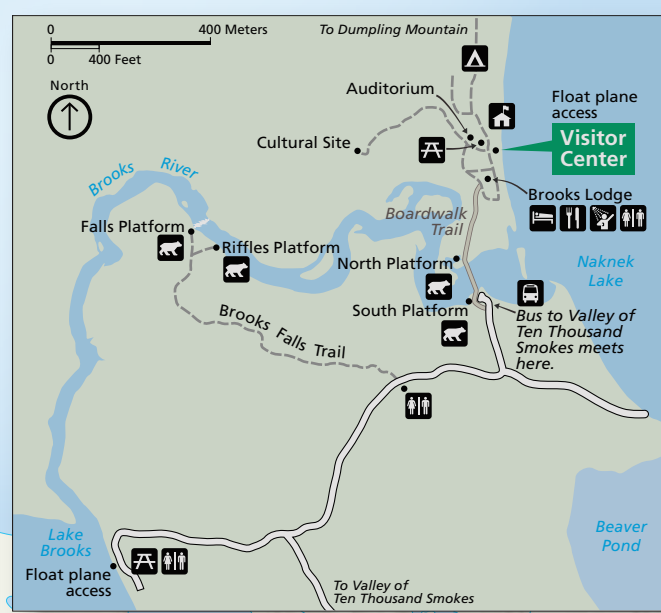 0 400 Meters
0 400 Feet
North
To Dumpling Mountain
Auditorium
Float plane
access
Visitor
Center
Cultural Site
Brooks River
Brooks Lodge
Boardwalk
Trail
Falls Platform
Riffles Platform
North Platform
Naknek
Lake
South Platform
Bus to Valley of
Ten Thousand
Smokes meets
here.
Brooks Falls Trail
Lake
Brooks
Beaver
Pond
Float plane
access
To Valley of
Ten Thousand Smokes